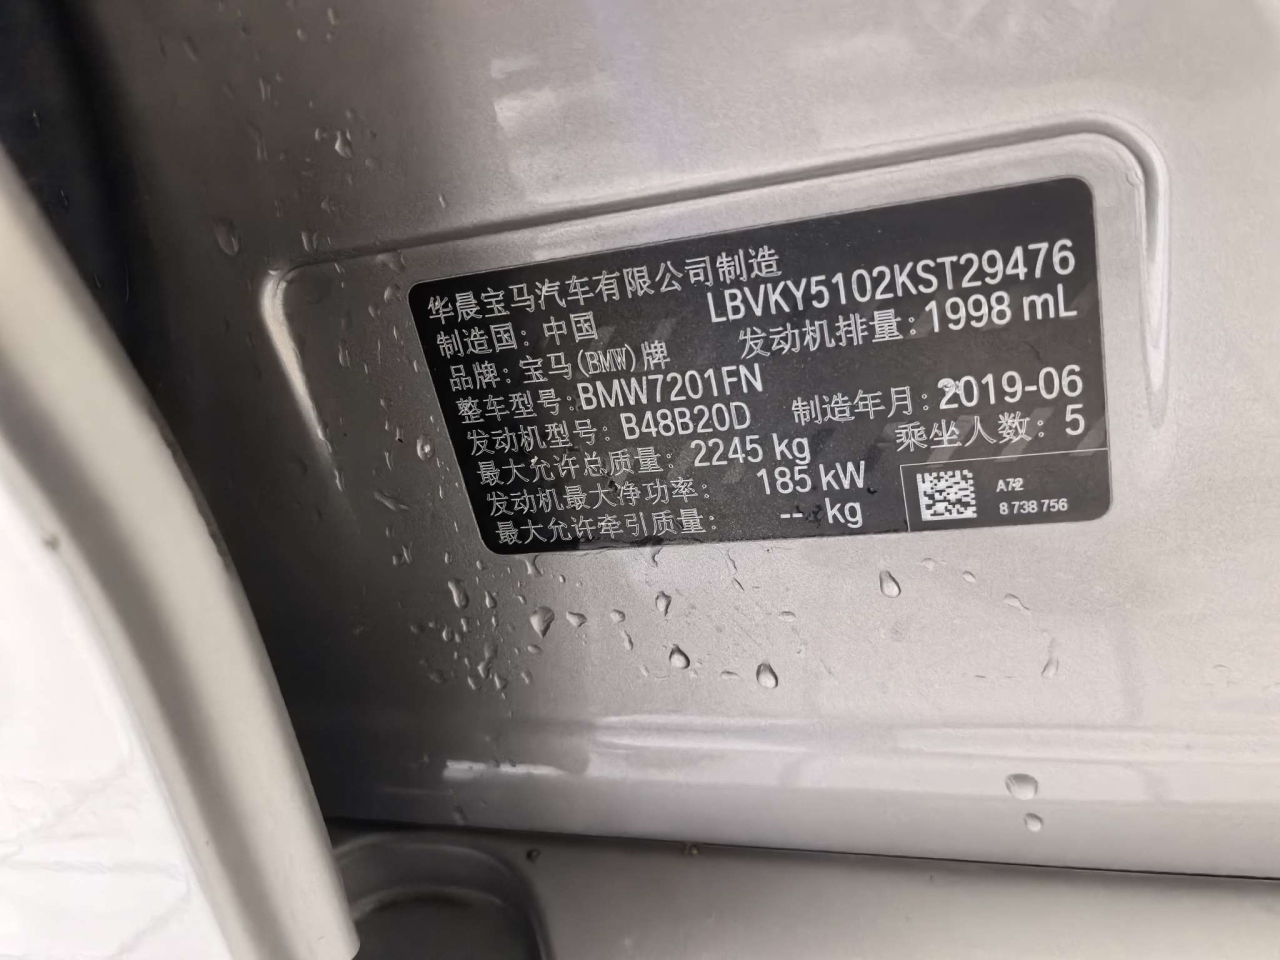 华晨宝马汽车有限公司制造
制造国：中国 LBVKY5102KST29476
品牌：宝马(BMW)牌 发动机排量：1998 mL
整车型号：BMW7201FN
发动机型号：B48B20D 制造年月：2019-06
最大允许总质量：2245 kg 乘坐人数：5
发动机最大净功率：185 kW
最大允许牵引质量：-- kg
A72
8 738 756